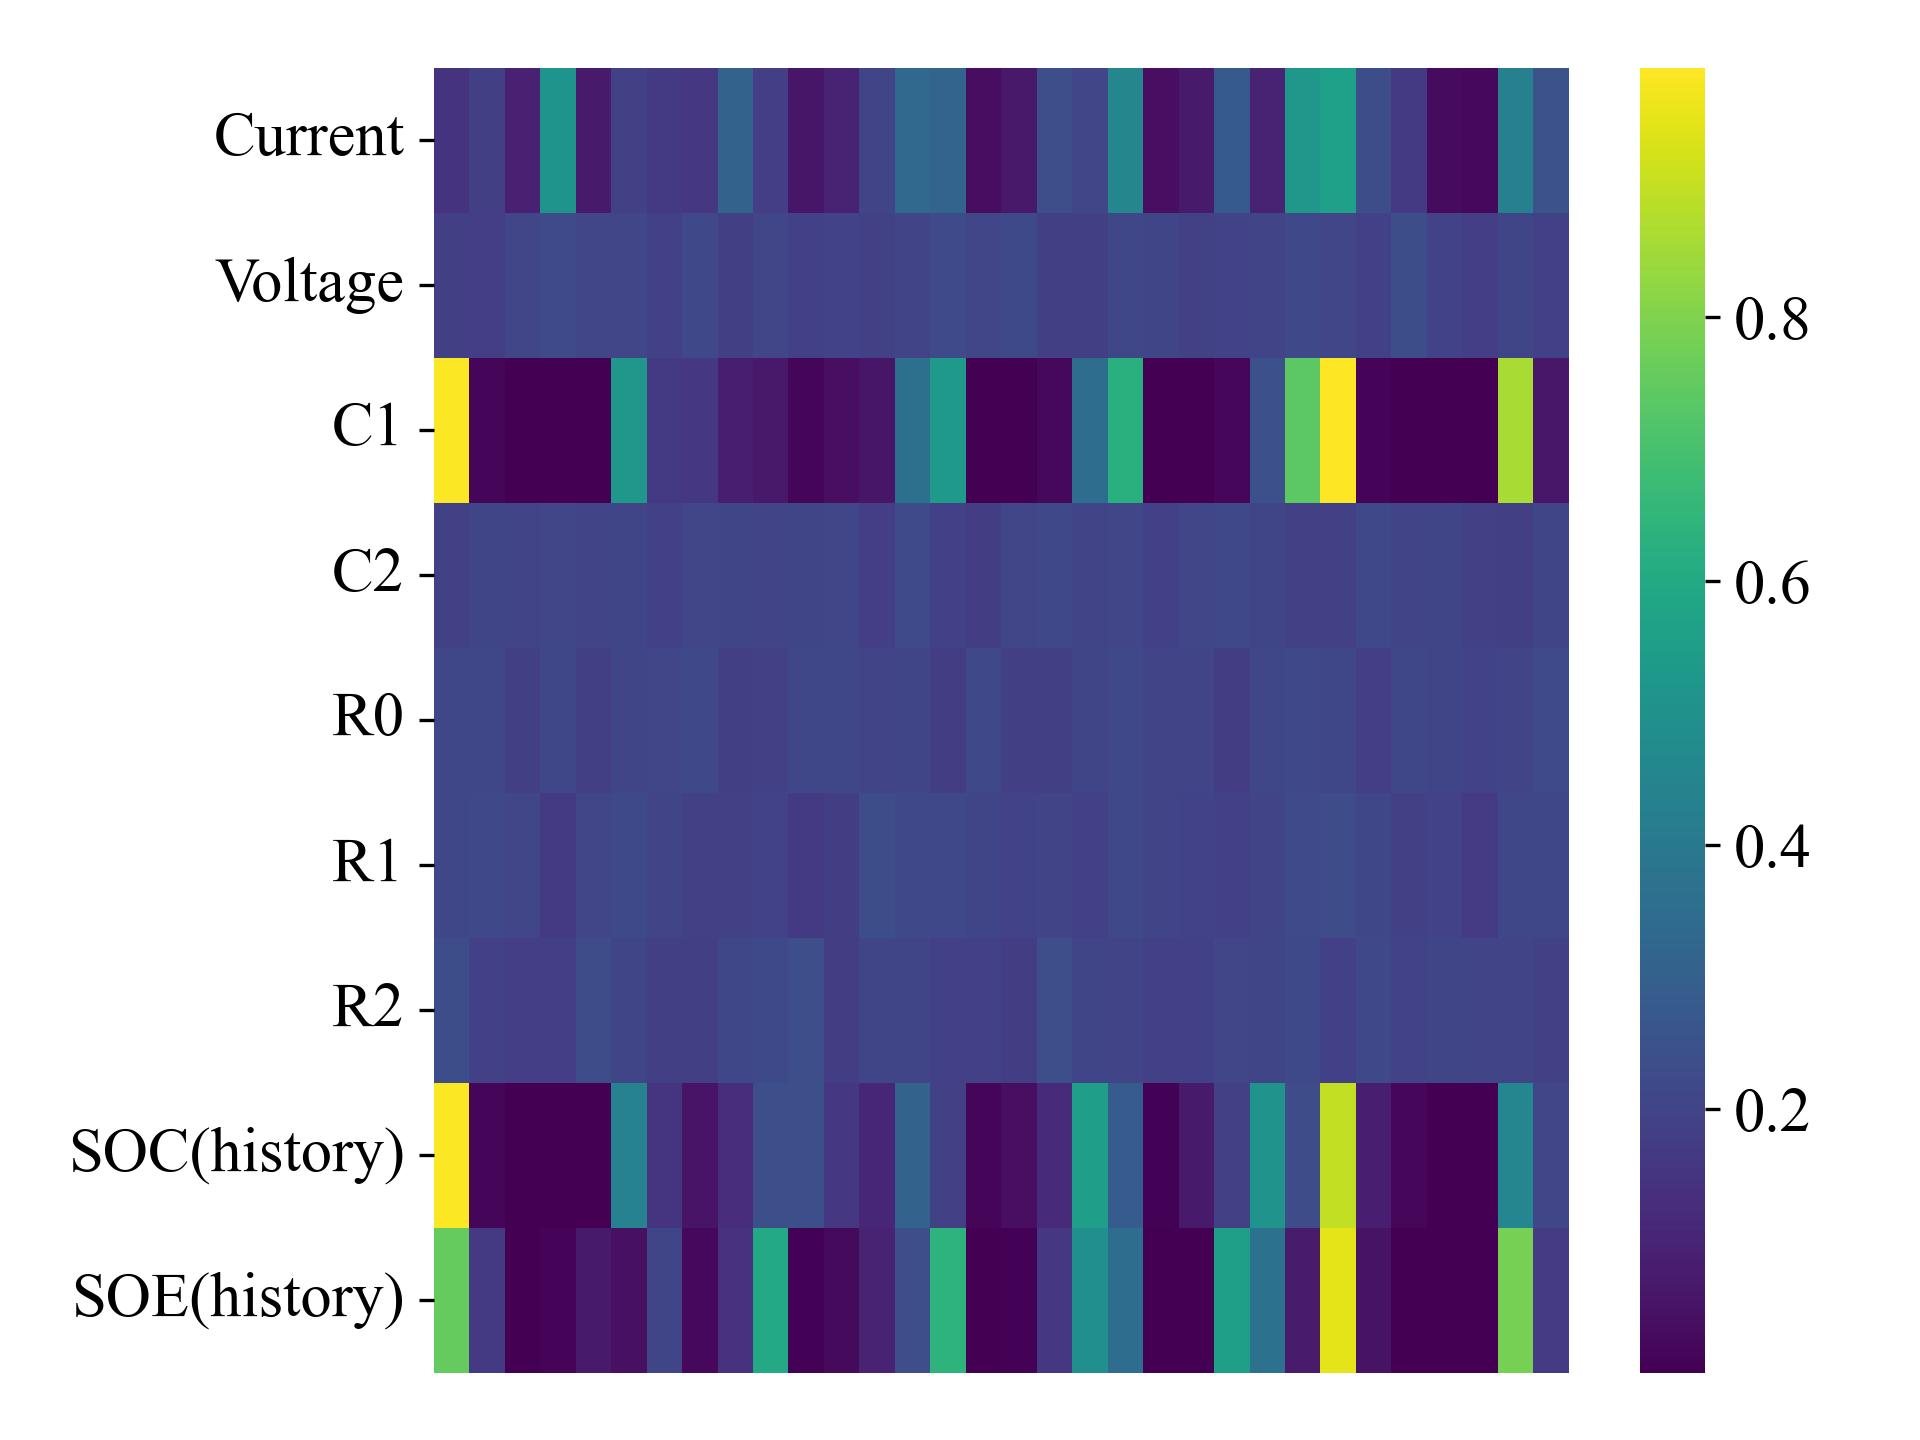 Current
Voltage
C1
C2
R0
R1
R2
SOC(history)
SOE(history)
0.8
0.6
0.4
0.2